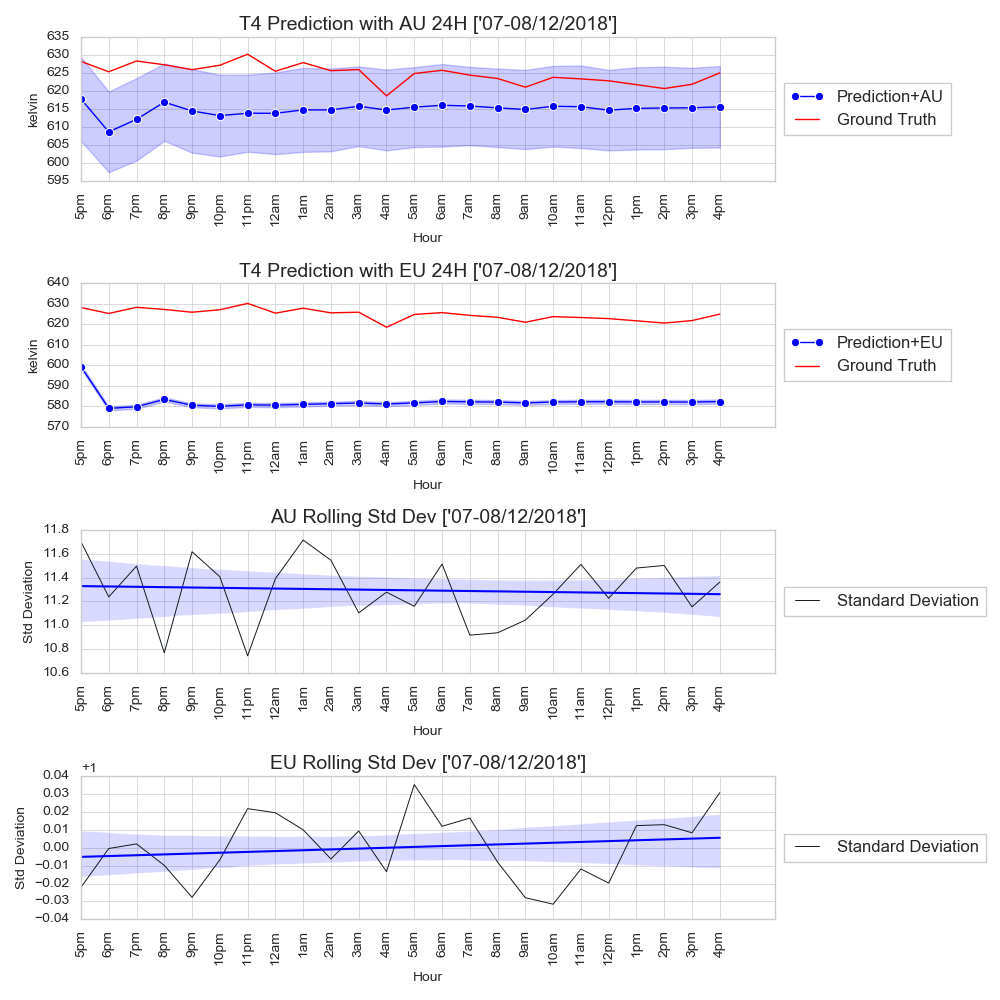 T4 Prediction with AU 24H ['07-08/12/2018']
635
630
625
620
615
610
605
600
595
kelvin
5pm 6pm 7pm 8pm 9pm 10pm 11pm 12am 1am 2am 3am 4am 5am 6am 7am 8am 9am 10am 11am 12pm 1pm 2pm 3pm 4pm
Hour
Prediction+AU
Ground Truth
T4 Prediction with EU 24H ['07-08/12/2018']
640
630
620
610
600
590
580
570
kelvin
5pm 6pm 7pm 8pm 9pm 10pm 11pm 12am 1am 2am 3am 4am 5am 6am 7am 8am 9am 10am 11am 12pm 1pm 2pm 3pm 4pm
Hour
Prediction+EU
Ground Truth
AU Rolling Std Dev ['07-08/12/2018']
11.8
11.6
11.4
11.2
11.0
10.8
10.6
Std Deviation
5pm 6pm 7pm 8pm 9pm 10pm 11pm 12am 1am 2am 3am 4am 5am 6am 7am 8am 9am 10am 11am 12pm 1pm 2pm 3pm 4pm
Hour
Standard Deviation
EU Rolling Std Dev ['07-08/12/2018']
+1
0.04
0.03
0.02
0.01
0.00
−0.01
−0.02
−0.03
−0.04
Std Deviation
5pm 6pm 7pm 8pm 9pm 10pm 11pm 12am 1am 2am 3am 4am 5am 6am 7am 8am 9am 10am 11am 12pm 1pm 2pm 3pm 4pm
Hour
Standard Deviation